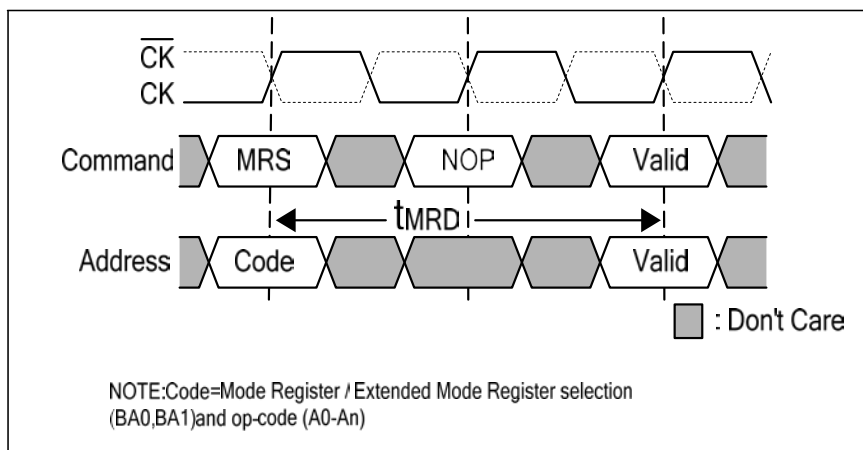 CK
CK
Command MRS NOP Valid
tMRD
Address Code Valid
: Don't Care
NOTE:Code=Mode Register / Extended Mode Register selection
(BA0,BA1)and op-code (A0-An)